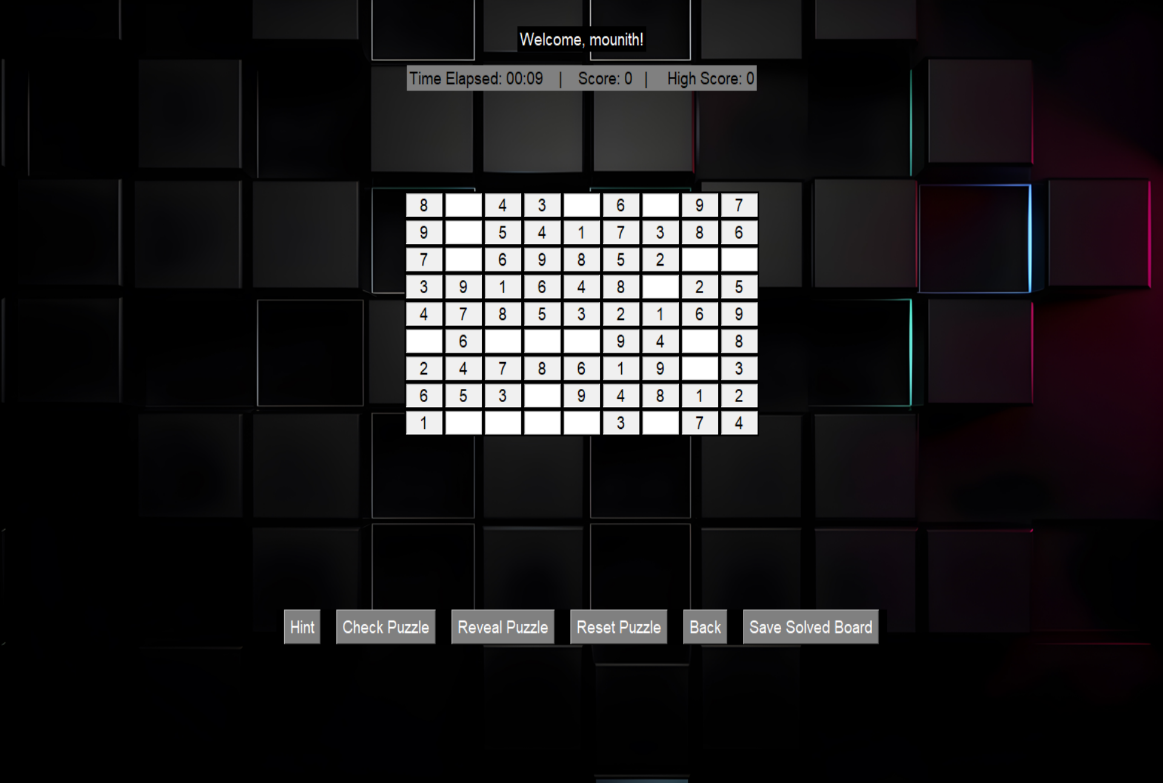 Welcome, mounith!
Time Elapsed: 00:09 | Score: 0 | High Score: 0
8 4 3 6 9 7
9 5 4 1 7 3 8 6
7 6 9 8 5 2
3 9 1 6 4 8 2 5
4 7 8 5 3 2 1 6 9
6 9 4 8
2 4 7 8 6 1 9 3
6 5 3 9 4 8 1 2
1 3 7 4
Hint Check Puzzle Reveal Puzzle Reset Puzzle Back Save Solved Board